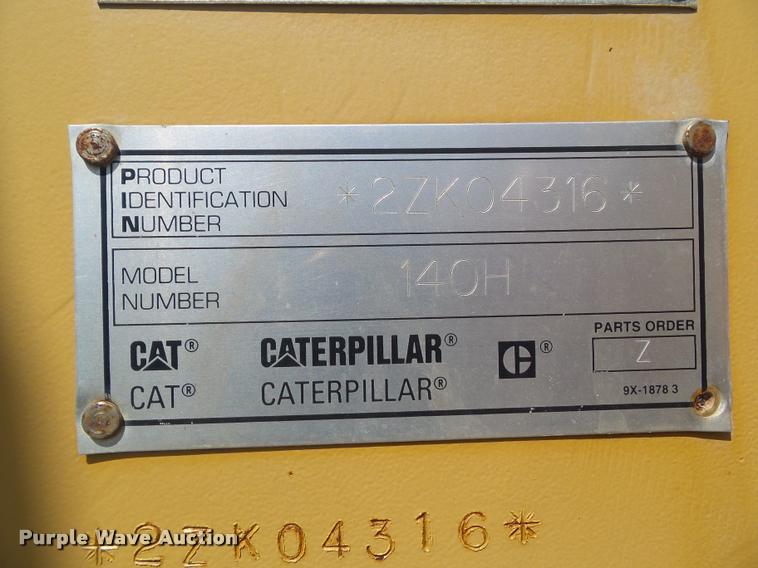 PRODUCT
IDENTIFICATION *2ZK04316*
NUMBER
MODEL
NUMBER 140H
PARTS ORDER
CAT® CATERPILLAR® C® Z
CAT® CATERPILLAR® 9X-1878 3
*2ZK04316*
Purple Wave Auction